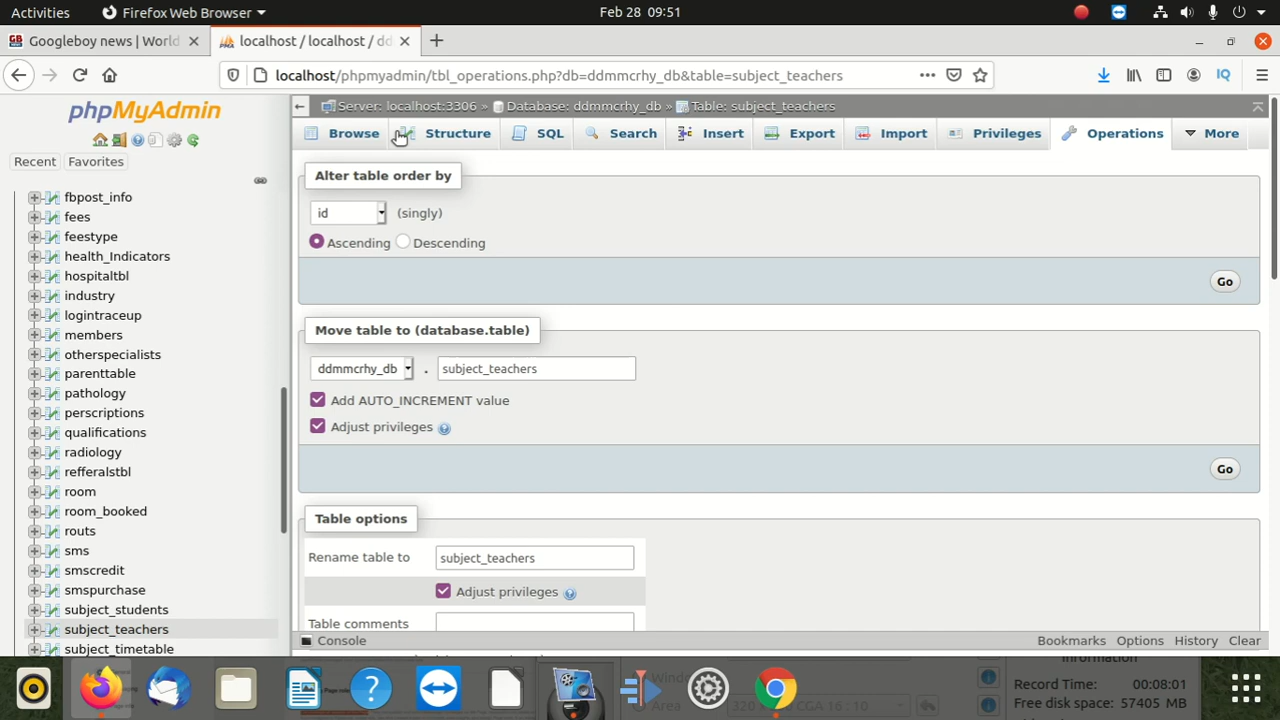 Activities Firefox Web Browser Feb 28 09:51
GB Googleboy news | World
PMA localhost / localhost / dd
localhost/phpmyadmin/tbl_operations.php?db=ddmmcrhy_db&table=subject_teachers
IQ
phpMyAdmin
Recent Favorites
fbpost_info
fees
feestype
health_Indicators
hospitaltbl
industry
logintraceup
members
otherspecialists
parenttable
pathology
perscriptions
qualifications
radiology
refferalstbl
room
room_booked
routs
sms
smscredit
smspurchase
subject_students
subject_teachers
subject_timetable
Server: localhost:3306 » Database: ddmmcrhy_db » Table: subject_teachers
Browse Structure SQL Search Insert Export Import Privileges Operations More
Alter table order by
id (singly)
Ascending Descending
Go
Move table to (database.table)
ddmmcrhy_db . subject_teachers
Add AUTO_INCREMENT value
Adjust privileges
Go
Table options
Rename table to subject_teachers
Adjust privileges
Table comments
Console Bookmarks Options History Clear
Information
Record Time: 00:08:01
Free disk space: 57405 MB